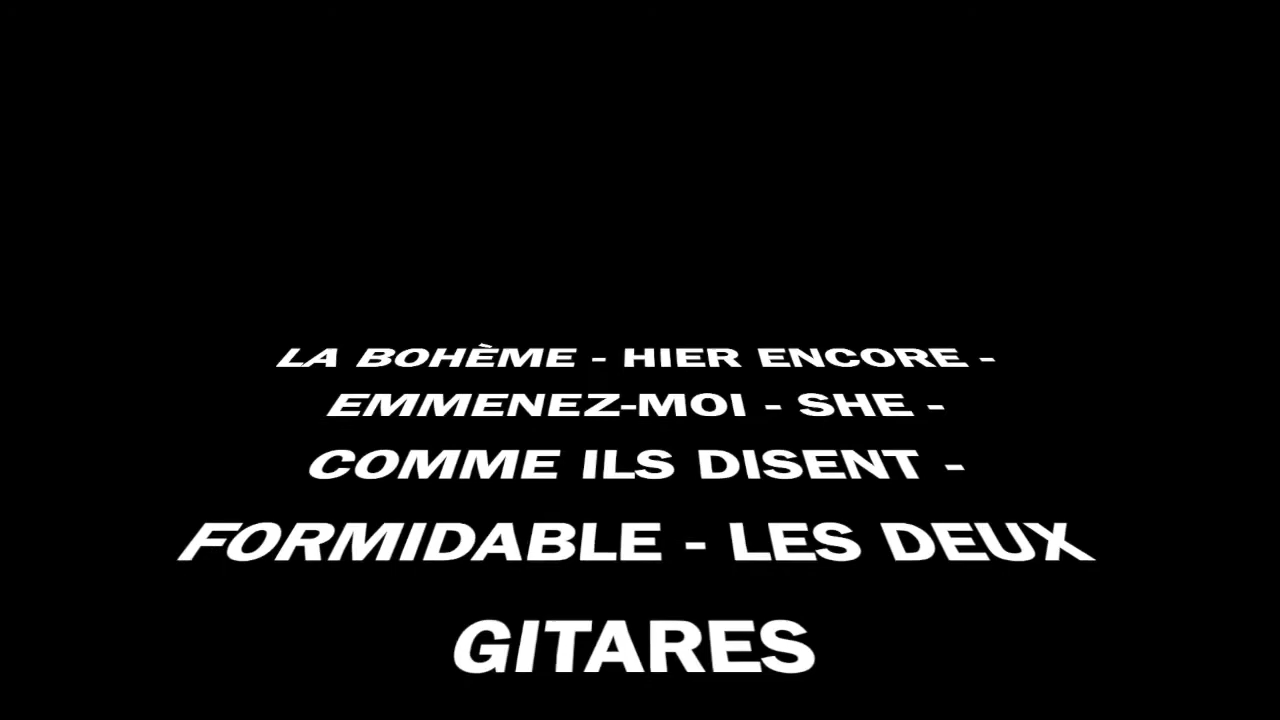 LA BOHÈME - HIER ENCORE -
EMMENEZ-MOI - SHE -
COMME ILS DISENT -
FORMIDABLE - LES DEUX
GITARES